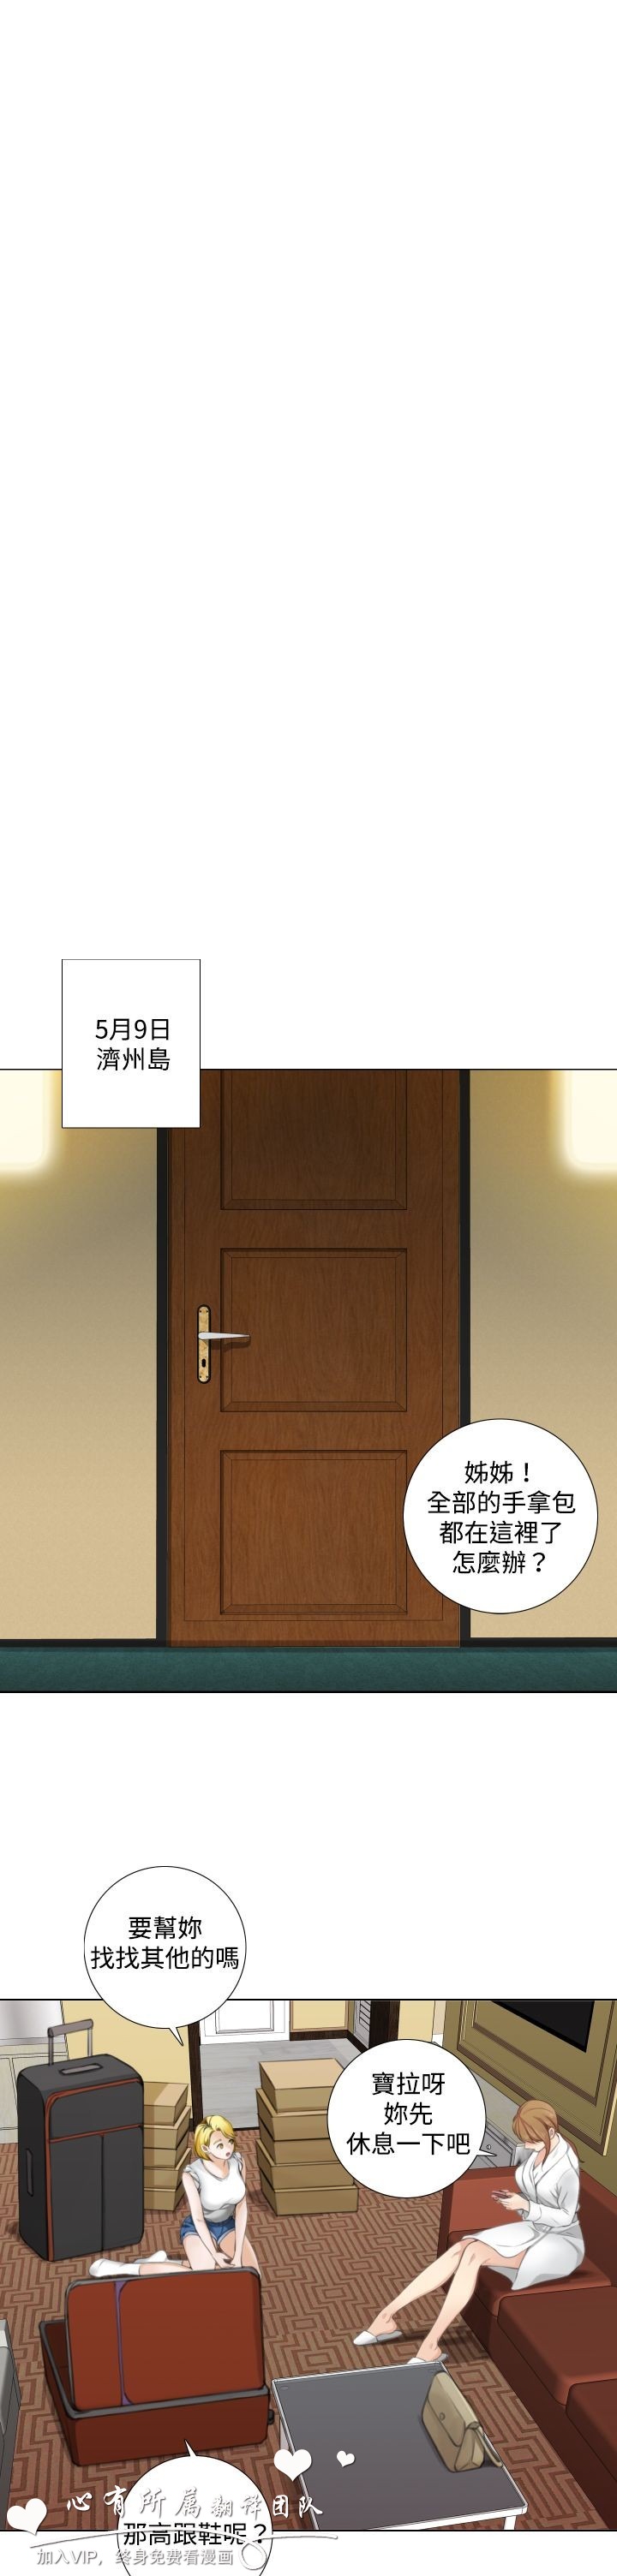 5月9日
濟州島
姊姊！
全部的手拿包
都在這裡了
怎麼辦？
要幫妳
找找其他的嗎
寶拉呀
妳先
休息一下吧
心有所属翻译团队
那高跟鞋呢？
加入VIP，终身免费看漫画